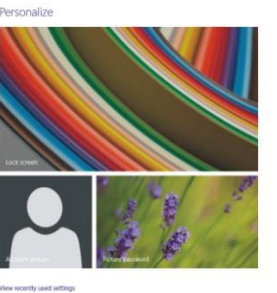 Personalize
Lock screen
Account picture
Picture password
View recently used settings